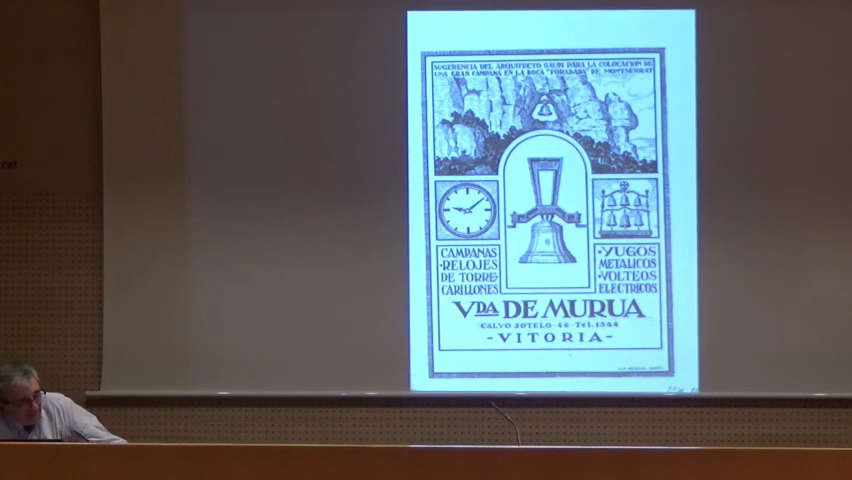 SUGERENCIA DEL ARQUITECTO GAUDI PARA LA COLOCACION DE
UNA GRAN CAMPANA EN LA ROCA "FORADADA" DE MONTSERRAT
.cat
CAMPANAS
·RELOJES
DE TORRE·
CARILLONES
·YUGOS
METALICOS
·VOLTEOS
ELECTRICOS
VDA DE MURUA
CALVO SOTELO · 46 · Tél. 1544
- VITORIA -